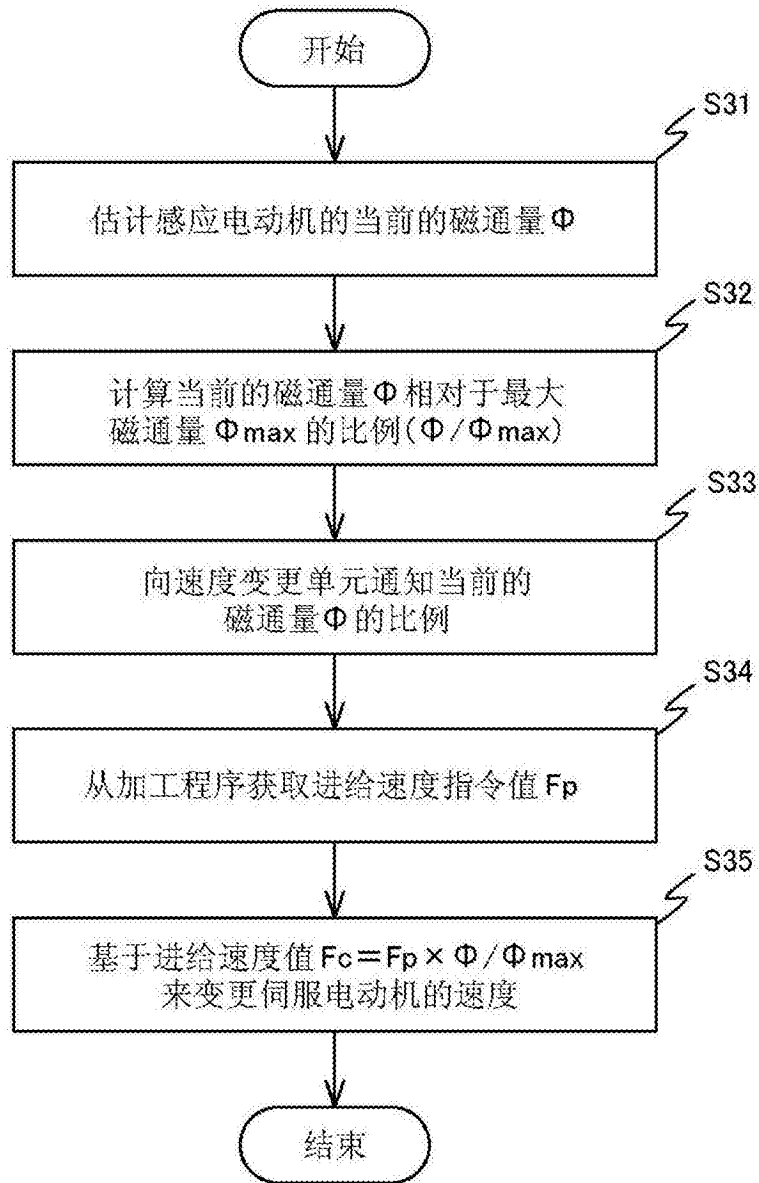 开始
S31
估计感应电动机的当前的磁通量Φ
S32
计算当前的磁通量Φ相对于最大
磁通量Φmax的比例(Φ/Φmax)
S33
向速度变更单元通知当前的
磁通量Φ的比例
S34
从加工程序获取进给速度指令值Fp
S35
基于进给速度值Fc=Fp×Φ/Φmax
来变更伺服电动机的速度
结束